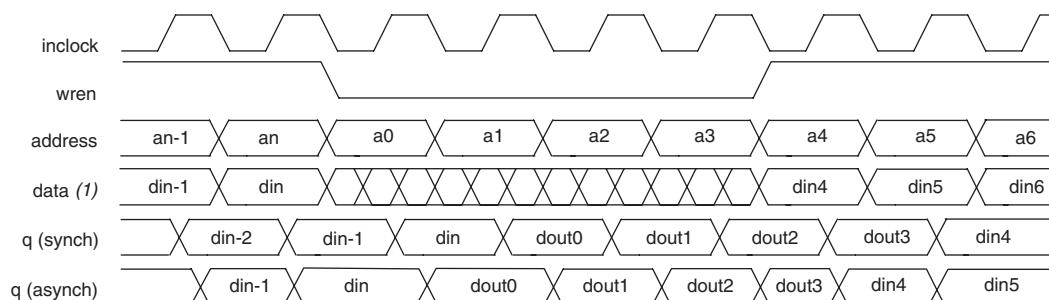 inclock
wren
address an-1 an a0 a1 a2 a3 a4 a5 a6
data (1) din-1 din din4 din5 din6
q (synch) din-2 din-1 din dout0 dout1 dout2 dout3 din4
q (asynch) din-1 din dout0 dout1 dout2 dout3 din4 din5